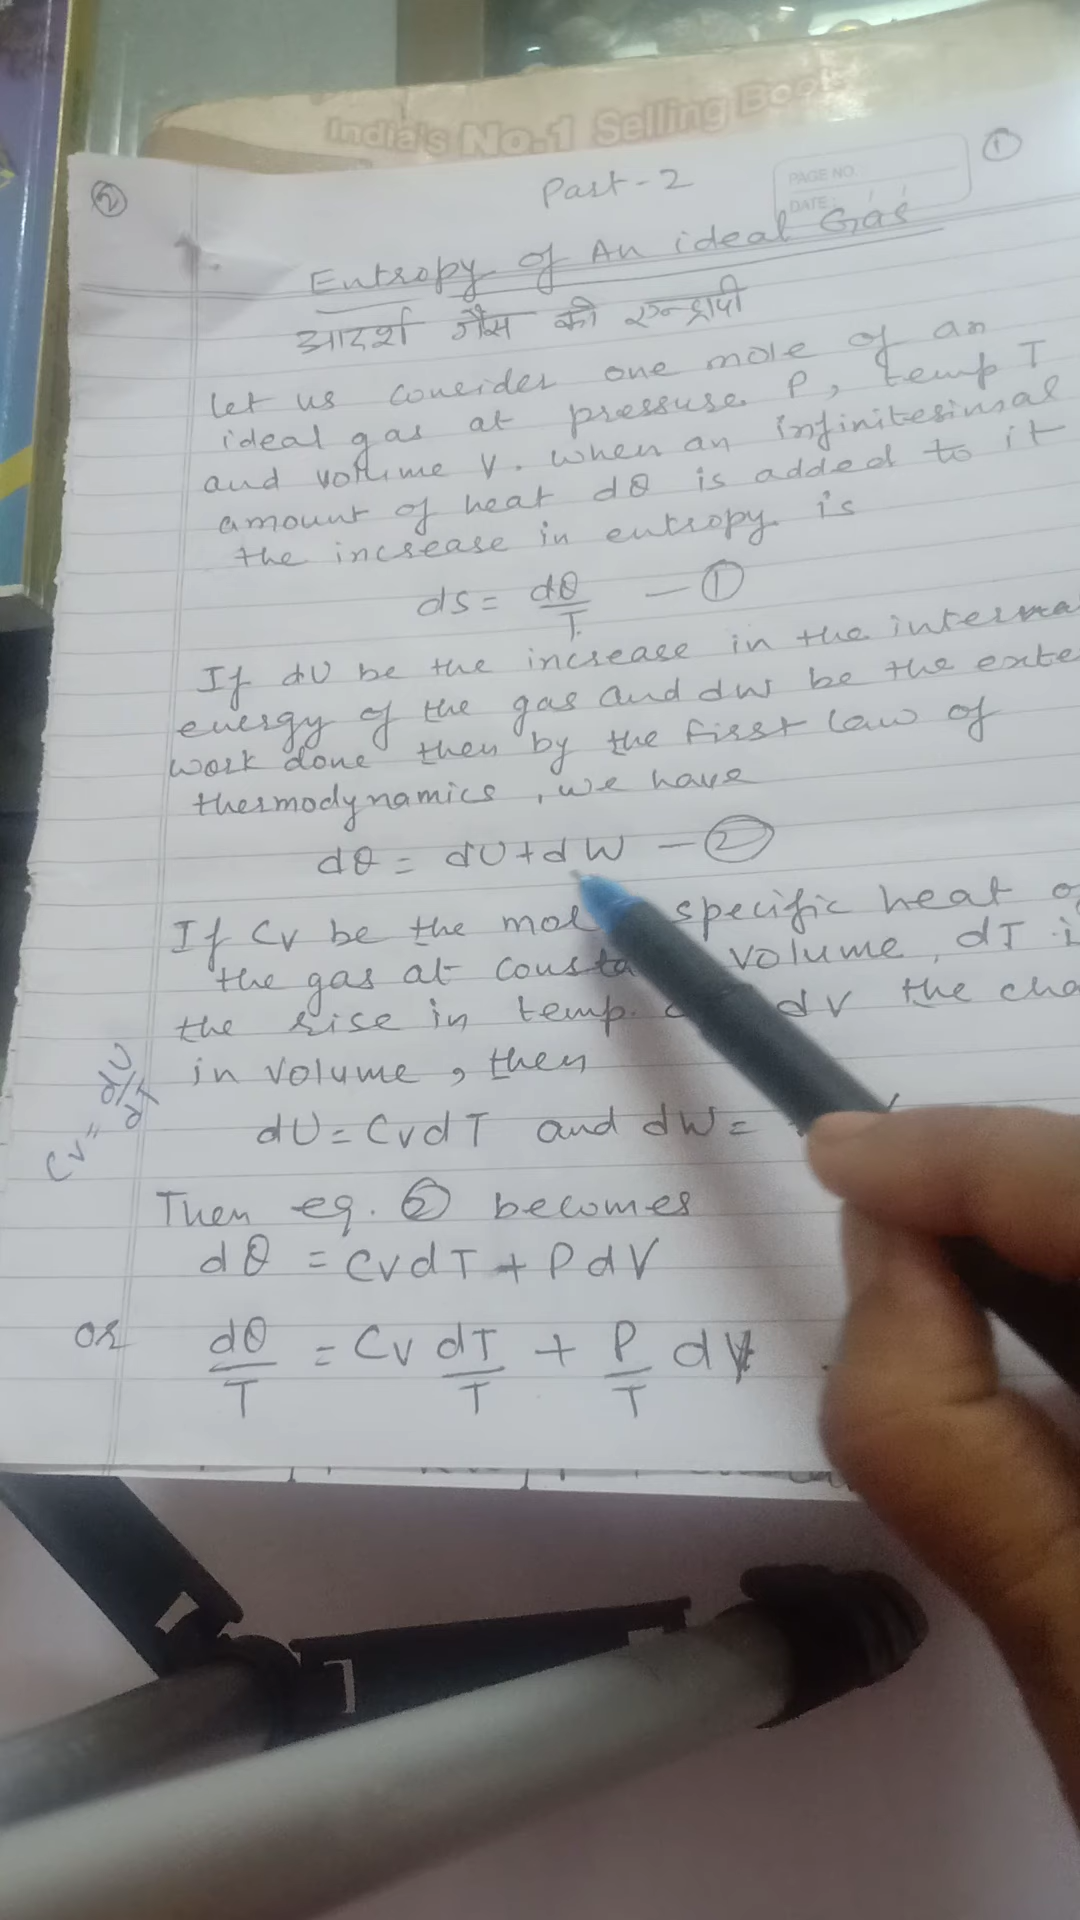 India's No.1 Selling Book
②
Part-2
PAGE NO.
DATE:
①
Entropy of An ideal Gas
आदर्श गैस की एन्ट्रापी
let us consider one mole of an
ideal gas at pressure P, temp T
and volume V. when an infinitesimal
amount of heat dQ is added to it
the increase in entropy is
ds = dQ/T — ①
If dU be the increase in the interna
energy of the gas and dw be the exte
work done then by the first law of
thermodynamics, we have
dQ = dU+dW — ②
If Cv be the mol specific heat
the gas at consta volume, dT i
the rise in temp. dV the cha
in volume, then
Cv = dU/dT
dU = CvdT and dW =
Then eq. ② becomes
dQ = CvdT + PdV
or dQ/T = Cv dT/T + P/T dV